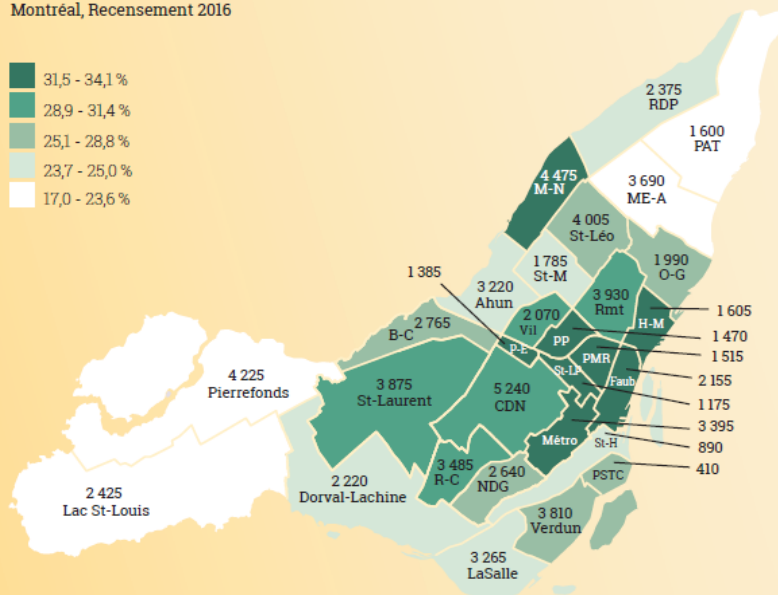 Montréal, Recensement 2016
31,5 - 34,1 %
28,9 - 31,4 %
25,1 - 28,8 %
23,7 - 25,0 %
17,0 - 23,6 %
2 375
RDP
1 600
PAT
4 475
M-N
3 690
ME-A
4 005
St-Léo
1 785
St-M
1 990
O-G
1 385
3 220
Ahun
3 930
Rmt
1 605
H-M
2 070
Vil
1 470
B-C 2 765
P-E
PP
PMR
1 515
St-LP
Faub
2 155
4 225
Pierrefonds
3 875
St-Laurent
5 240
CDN
1 175
3 395
Métro
St-H
890
410
3 485
R-C
2 640
NDG
PSTC
2 220
Dorval-Lachine
2 425
Lac St-Louis
3 810
Verdun
3 265
LaSalle